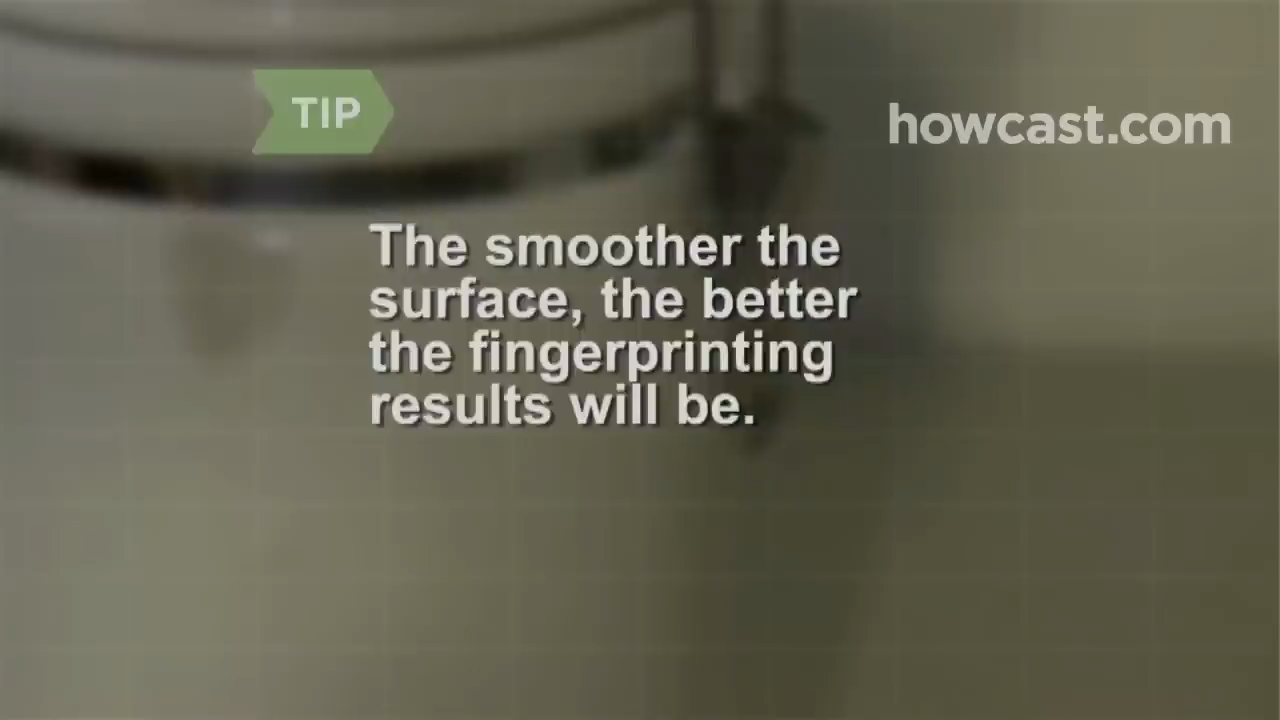 TIP
howcast.com
The smoother the
surface, the better
the fingerprinting
results will be.